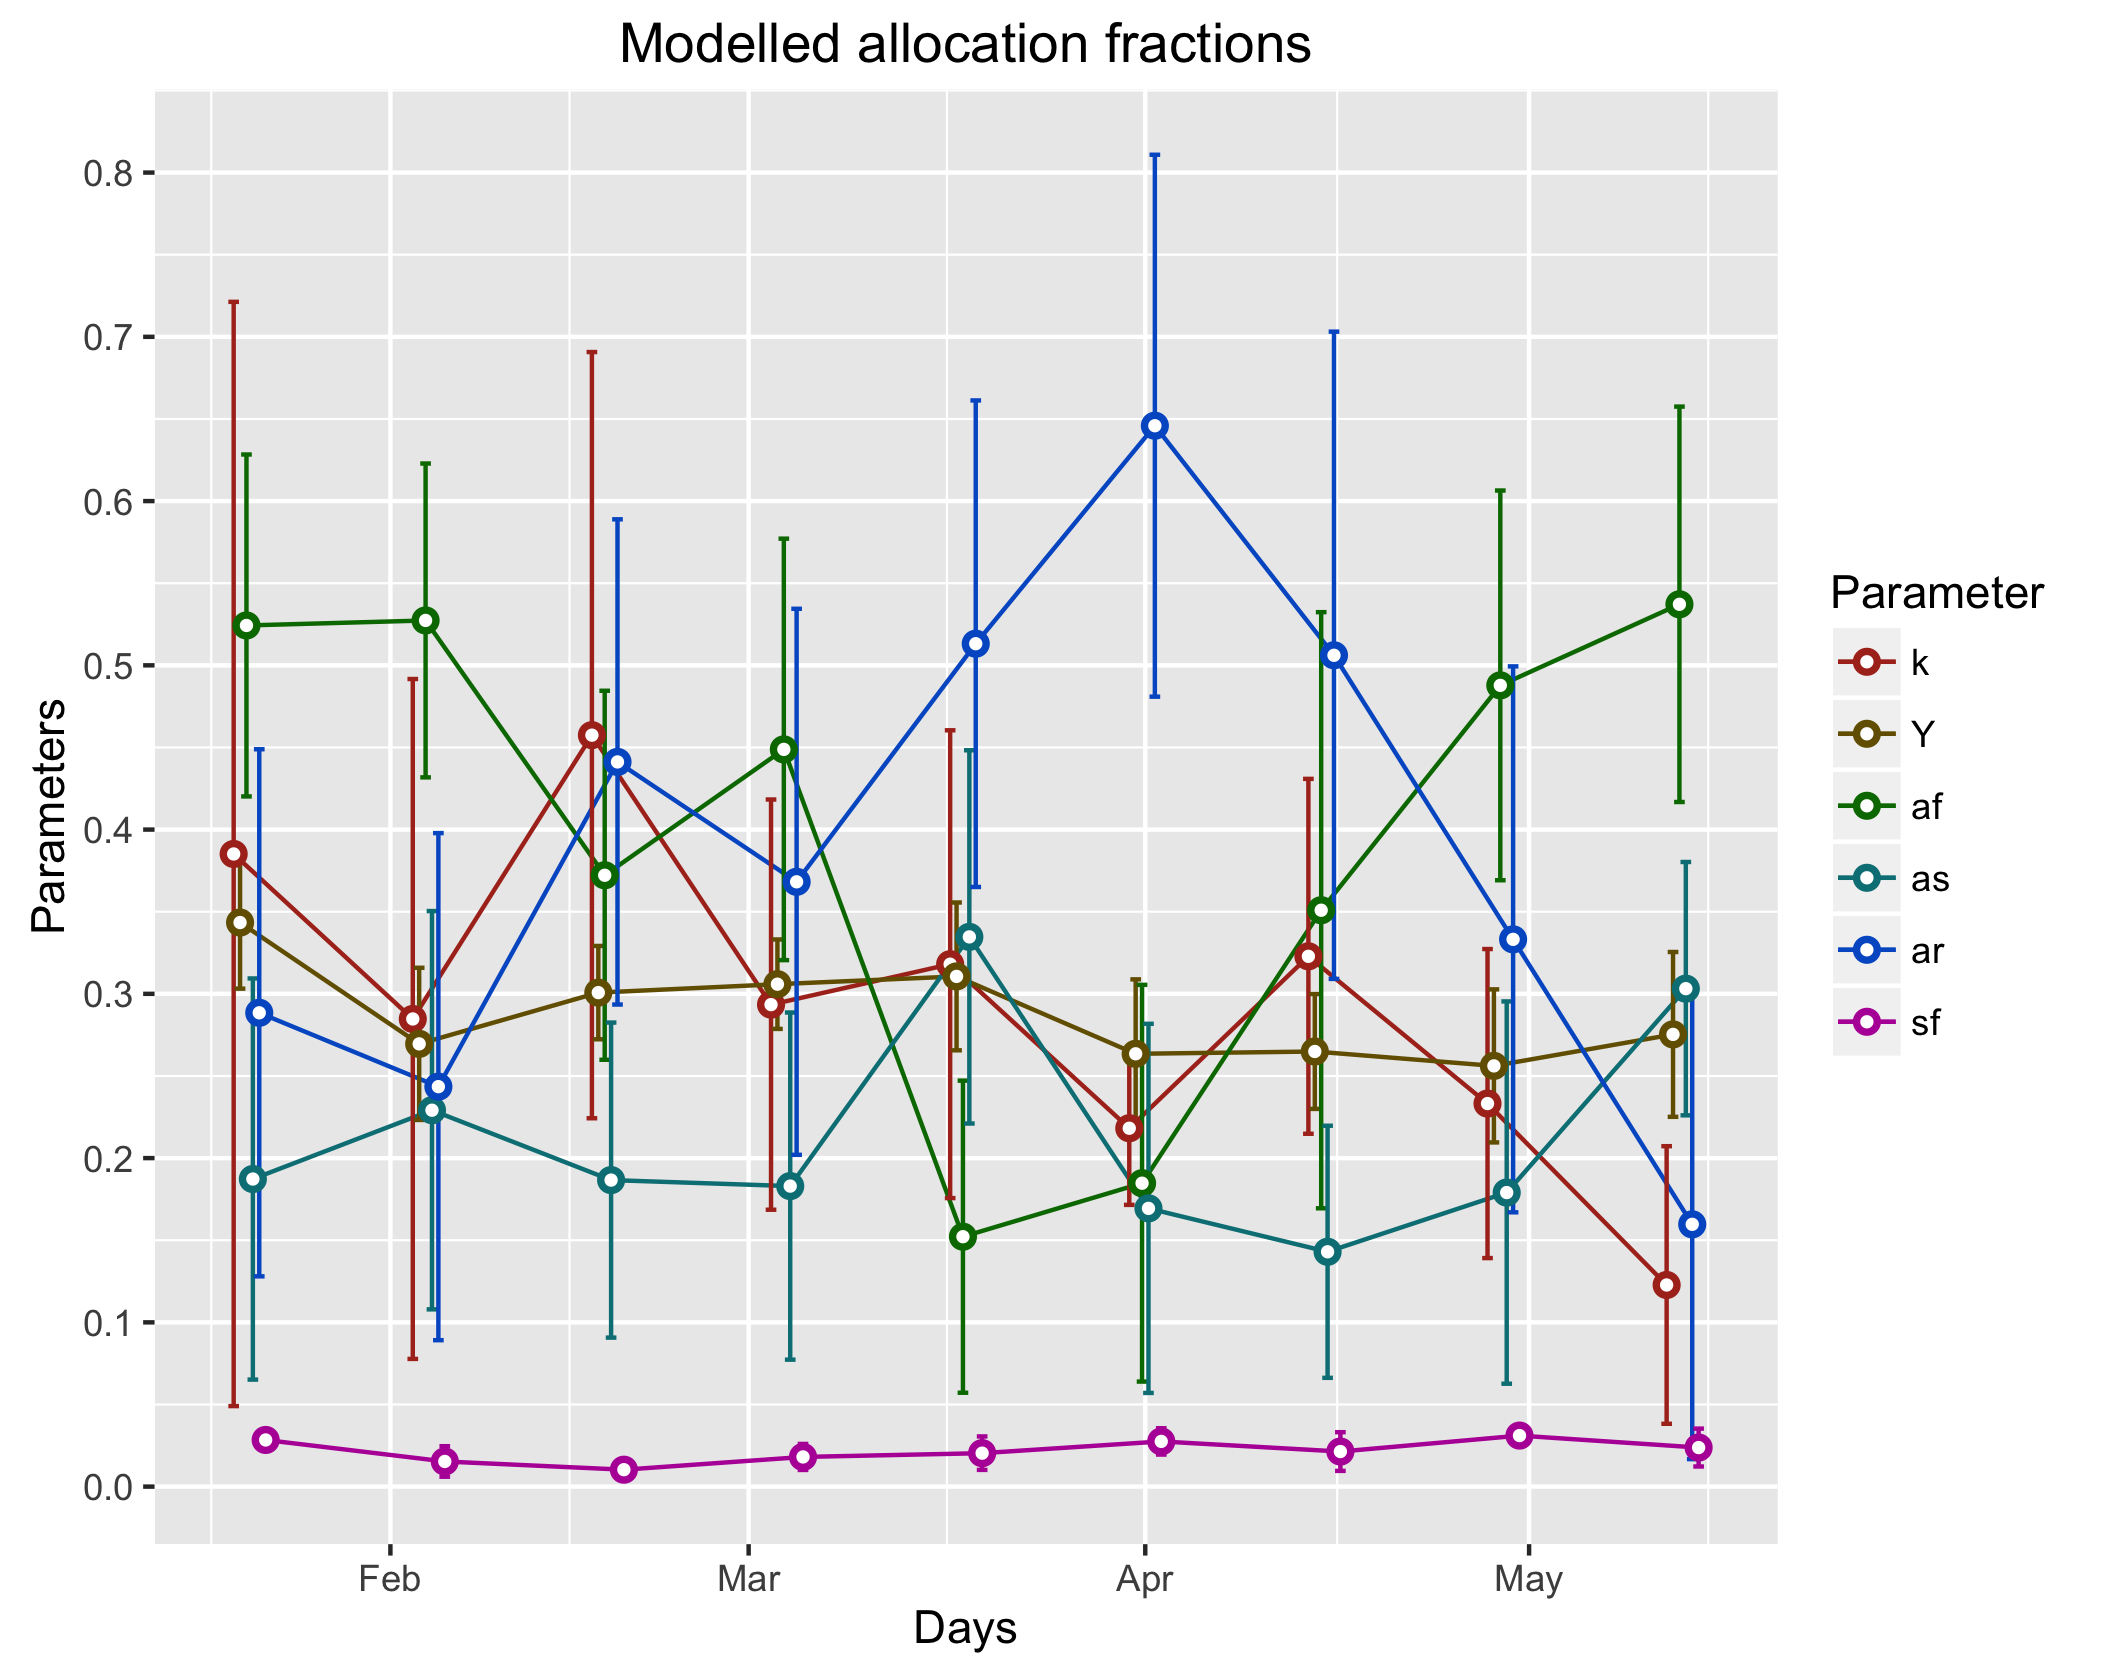 Modelled allocation fractions
Parameters
0.8
0.7
0.6
0.5
0.4
0.3
0.2
0.1
0.0
Feb Mar Apr May
Days
Parameter
k
Y
af
as
ar
sf